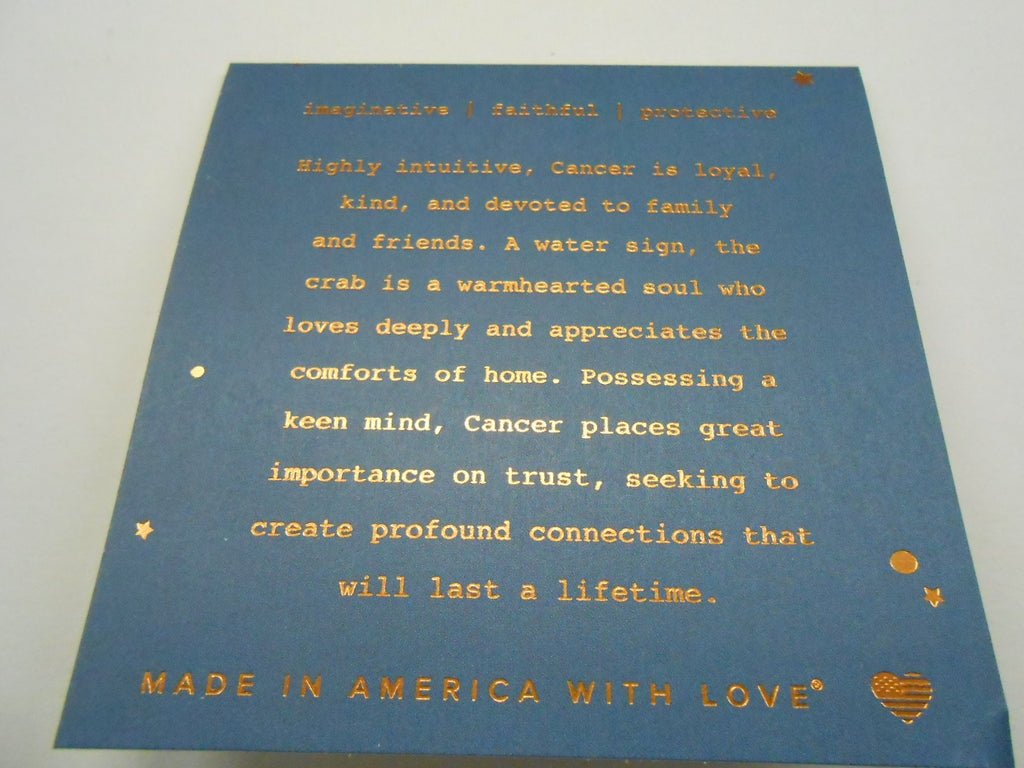 imaginative | faithful | protective
Highly intuitive, Cancer is loyal,
kind, and devoted to family
and friends. A water sign, the
crab is a warmhearted soul who
loves deeply and appreciates the
comforts of home. Possessing a
keen mind, Cancer places great
importance on trust, seeking to
create profound connections that
will last a lifetime.
MADE IN AMERICA WITH LOVE®